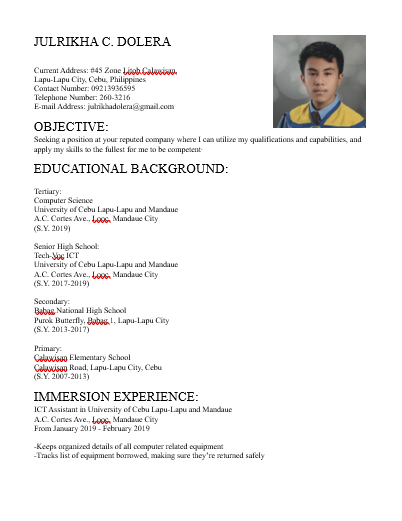 JULRIKHA C. DOLERA
Current Address: #45 Zone Litob Calawisan,
Lapu-Lapu City, Cebu, Philippines
Contact Number: 09213936595
Telephone Number: 260-3216
E-mail Address: julrikhadolera@gmail.com
OBJECTIVE:
Seeking a position at your reputed company where I can utilize my qualifications and capabilities, and
apply my skills to the fullest for me to be competent
EDUCATIONAL BACKGROUND:
Tertiary:
Computer Science
University of Cebu Lapu-Lapu and Mandaue
A.C. Cortes Ave., Looc, Mandaue City
(S.Y. 2019)
Senior High School:
Tech-Voc ICT
University of Cebu Lapu-Lapu and Mandaue
A.C. Cortes Ave., Looc, Mandaue City
(S.Y. 2017-2019)
Secondary:
Babag National High School
Purok Butterfly, Babag 1, Lapu-Lapu City
(S.Y. 2013-2017)
Primary:
Calawisan Elementary School
Calawisan Road, Lapu-Lapu City, Cebu
(S.Y. 2007-2013)
IMMERSION EXPERIENCE:
ICT Assistant in University of Cebu Lapu-Lapu and Mandaue
A.C. Cortes Ave., Looc, Mandaue City
From January 2019 - February 2019
-Keeps organized details of all computer related equipment
-Tracks list of equipment borrowed, making sure they're returned safely